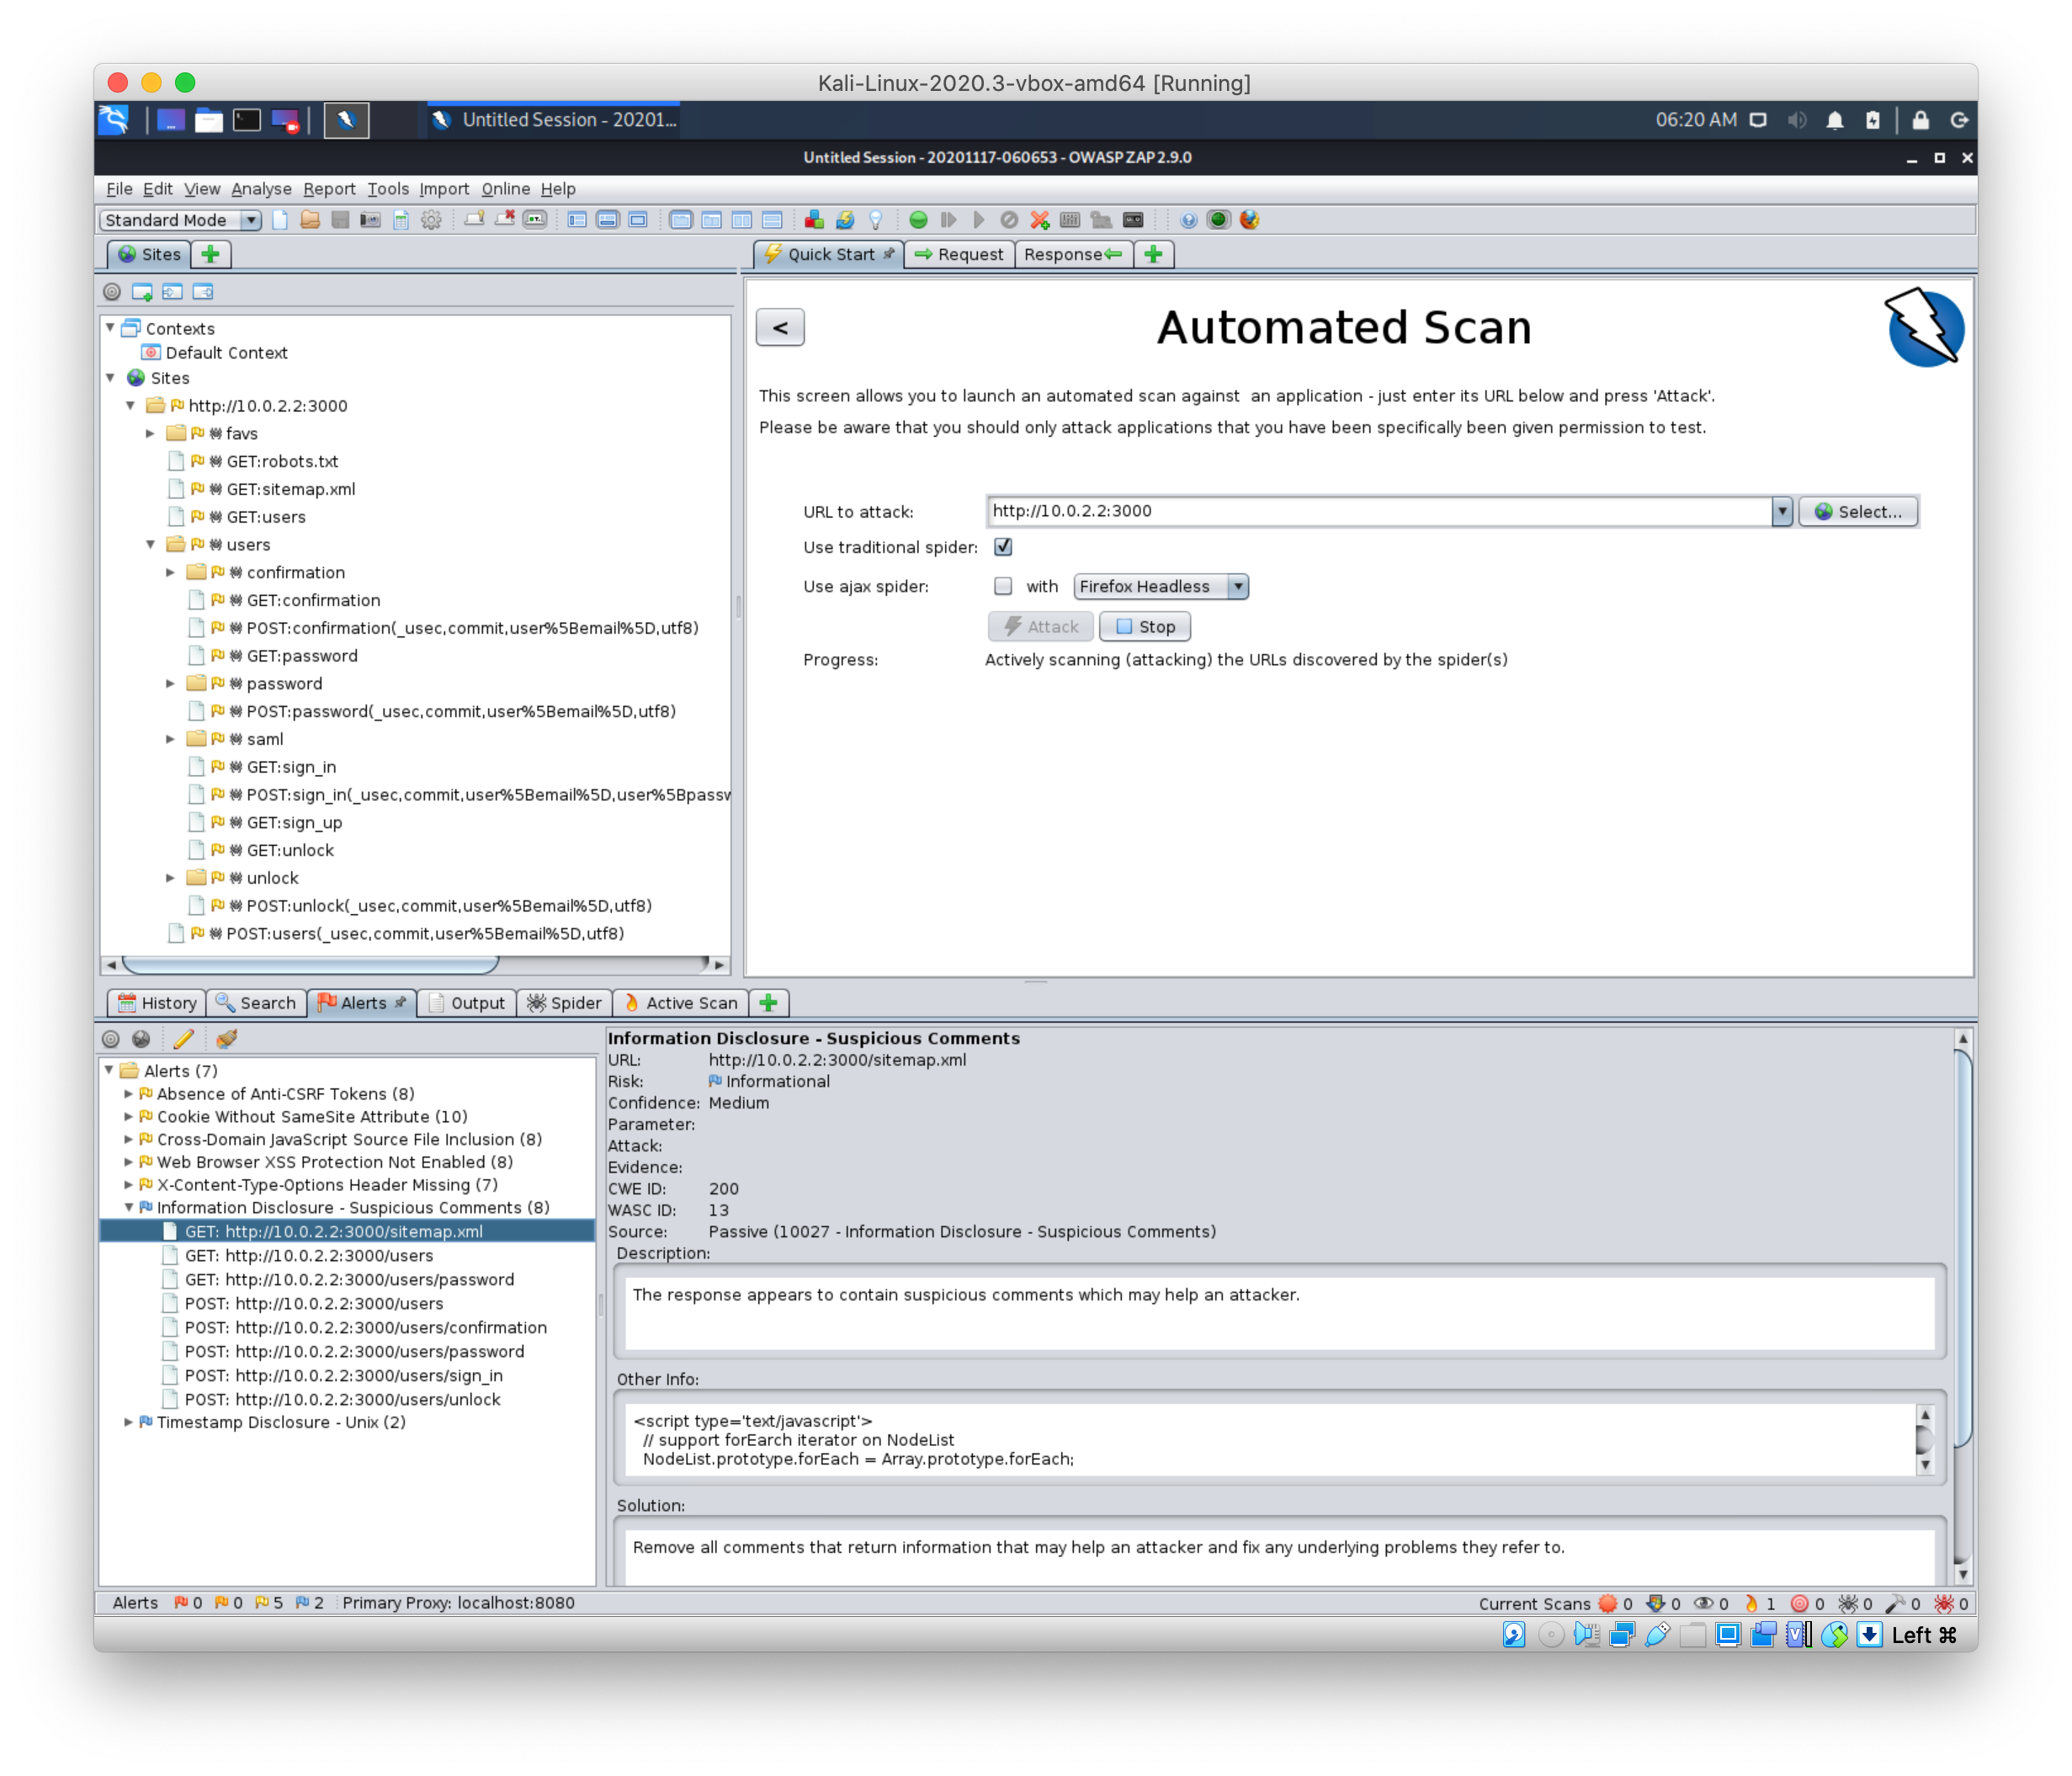 Kali-Linux-2020.3-vbox-amd64 [Running]
Untitled Session - 20201...
06:20 AM
Untitled Session - 20201117-060653 - OWASP ZAP 2.9.0
File Edit View Analyse Report Tools Import Online Help
Standard Mode
Sites
Quick Start
Request
Response
Contexts
Default Context
Sites
http://10.0.2.2:3000
favs
GET:robots.txt
GET:sitemap.xml
GET:users
users
confirmation
GET:confirmation
POST:confirmation(_usec,commit,user%5Bemail%5D,utf8)
GET:password
password
POST:password(_usec,commit,user%5Bemail%5D,utf8)
saml
GET:sign_in
POST:sign_in(_usec,commit,user%5Bemail%5D,user%5Bpassw
GET:sign_up
GET:unlock
unlock
POST:unlock(_usec,commit,user%5Bemail%5D,utf8)
POST:users(_usec,commit,user%5Bemail%5D,utf8)
<
Automated Scan
This screen allows you to launch an automated scan against  an application - just enter its URL below and press 'Attack'.
Please be aware that you should only attack applications that you have been specifically been given permission to test.
URL to attack: http://10.0.2.2:3000 Select...
Use traditional spider:
Use ajax spider: with Firefox Headless
Attack Stop
Progress: Actively scanning (attacking) the URLs discovered by the spider(s)
History Search Alerts Output Spider Active Scan
Alerts (7)
Absence of Anti-CSRF Tokens (8)
Cookie Without SameSite Attribute (10)
Cross-Domain JavaScript Source File Inclusion (8)
Web Browser XSS Protection Not Enabled (8)
X-Content-Type-Options Header Missing (7)
Information Disclosure - Suspicious Comments (8)
GET: http://10.0.2.2:3000/sitemap.xml
GET: http://10.0.2.2:3000/users
GET: http://10.0.2.2:3000/users/password
POST: http://10.0.2.2:3000/users
POST: http://10.0.2.2:3000/users/confirmation
POST: http://10.0.2.2:3000/users/password
POST: http://10.0.2.2:3000/users/sign_in
POST: http://10.0.2.2:3000/users/unlock
Timestamp Disclosure - Unix (2)
Information Disclosure - Suspicious Comments
URL: http://10.0.2.2:3000/sitemap.xml
Risk: Informational
Confidence: Medium
Parameter:
Attack:
Evidence:
CWE ID: 200
WASC ID: 13
Source: Passive (10027 - Information Disclosure - Suspicious Comments)
Description:
The response appears to contain suspicious comments which may help an attacker.
Other Info:
<script type='text/javascript'>
// support forEarch iterator on NodeList
NodeList.prototype.forEach = Array.prototype.forEach;
Solution:
Remove all comments that return information that may help an attacker and fix any underlying problems they refer to.
Alerts 0 0 5 2 Primary Proxy: localhost:8080
Current Scans 0 0 0 1 0 0 0 0
Left ⌘